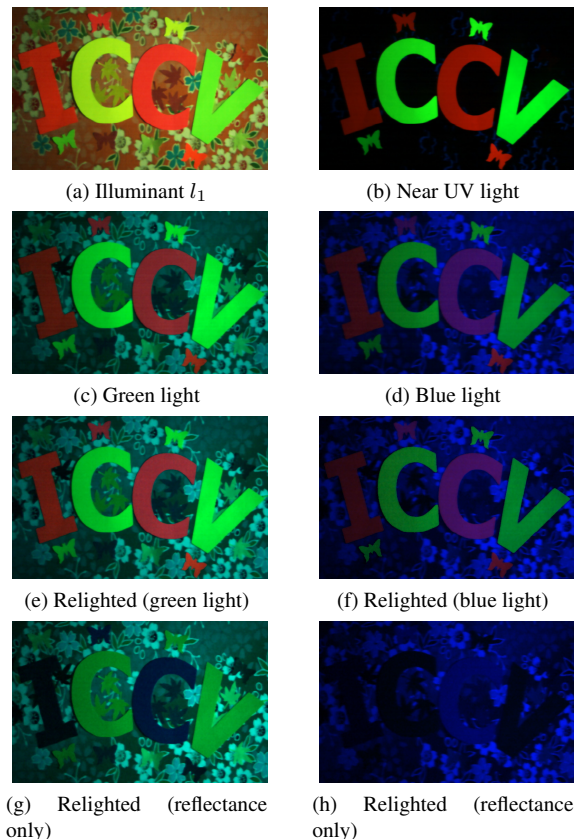 ICCV
ICCV
(a) Illuminant l₁
(b) Near UV light
ICCV
ICCV
(c) Green light
(d) Blue light
ICCV
ICCV
(e) Relighted (green light)
(f) Relighted (blue light)
ICCV
ICCV
(g) Relighted (reflectance
only)
(h) Relighted (reflectance
only)